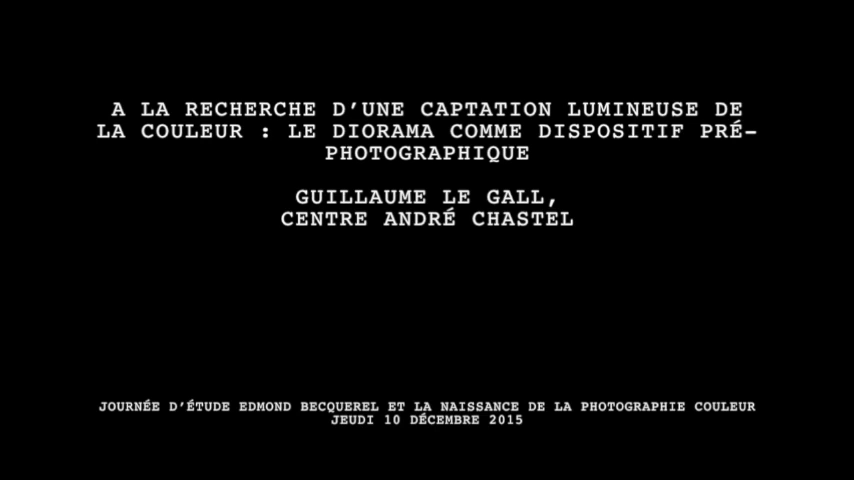 A LA RECHERCHE D'UNE CAPTATION LUMINEUSE DE
LA COULEUR : LE DIORAMA COMME DISPOSITIF PRÉ-
PHOTOGRAPHIQUE
GUILLAUME LE GALL,
CENTRE ANDRÉ CHASTEL
JOURNÉE D'ÉTUDE EDMOND BECQUEREL ET LA NAISSANCE DE LA PHOTOGRAPHIE COULEUR
JEUDI 10 DÉCEMBRE 2015